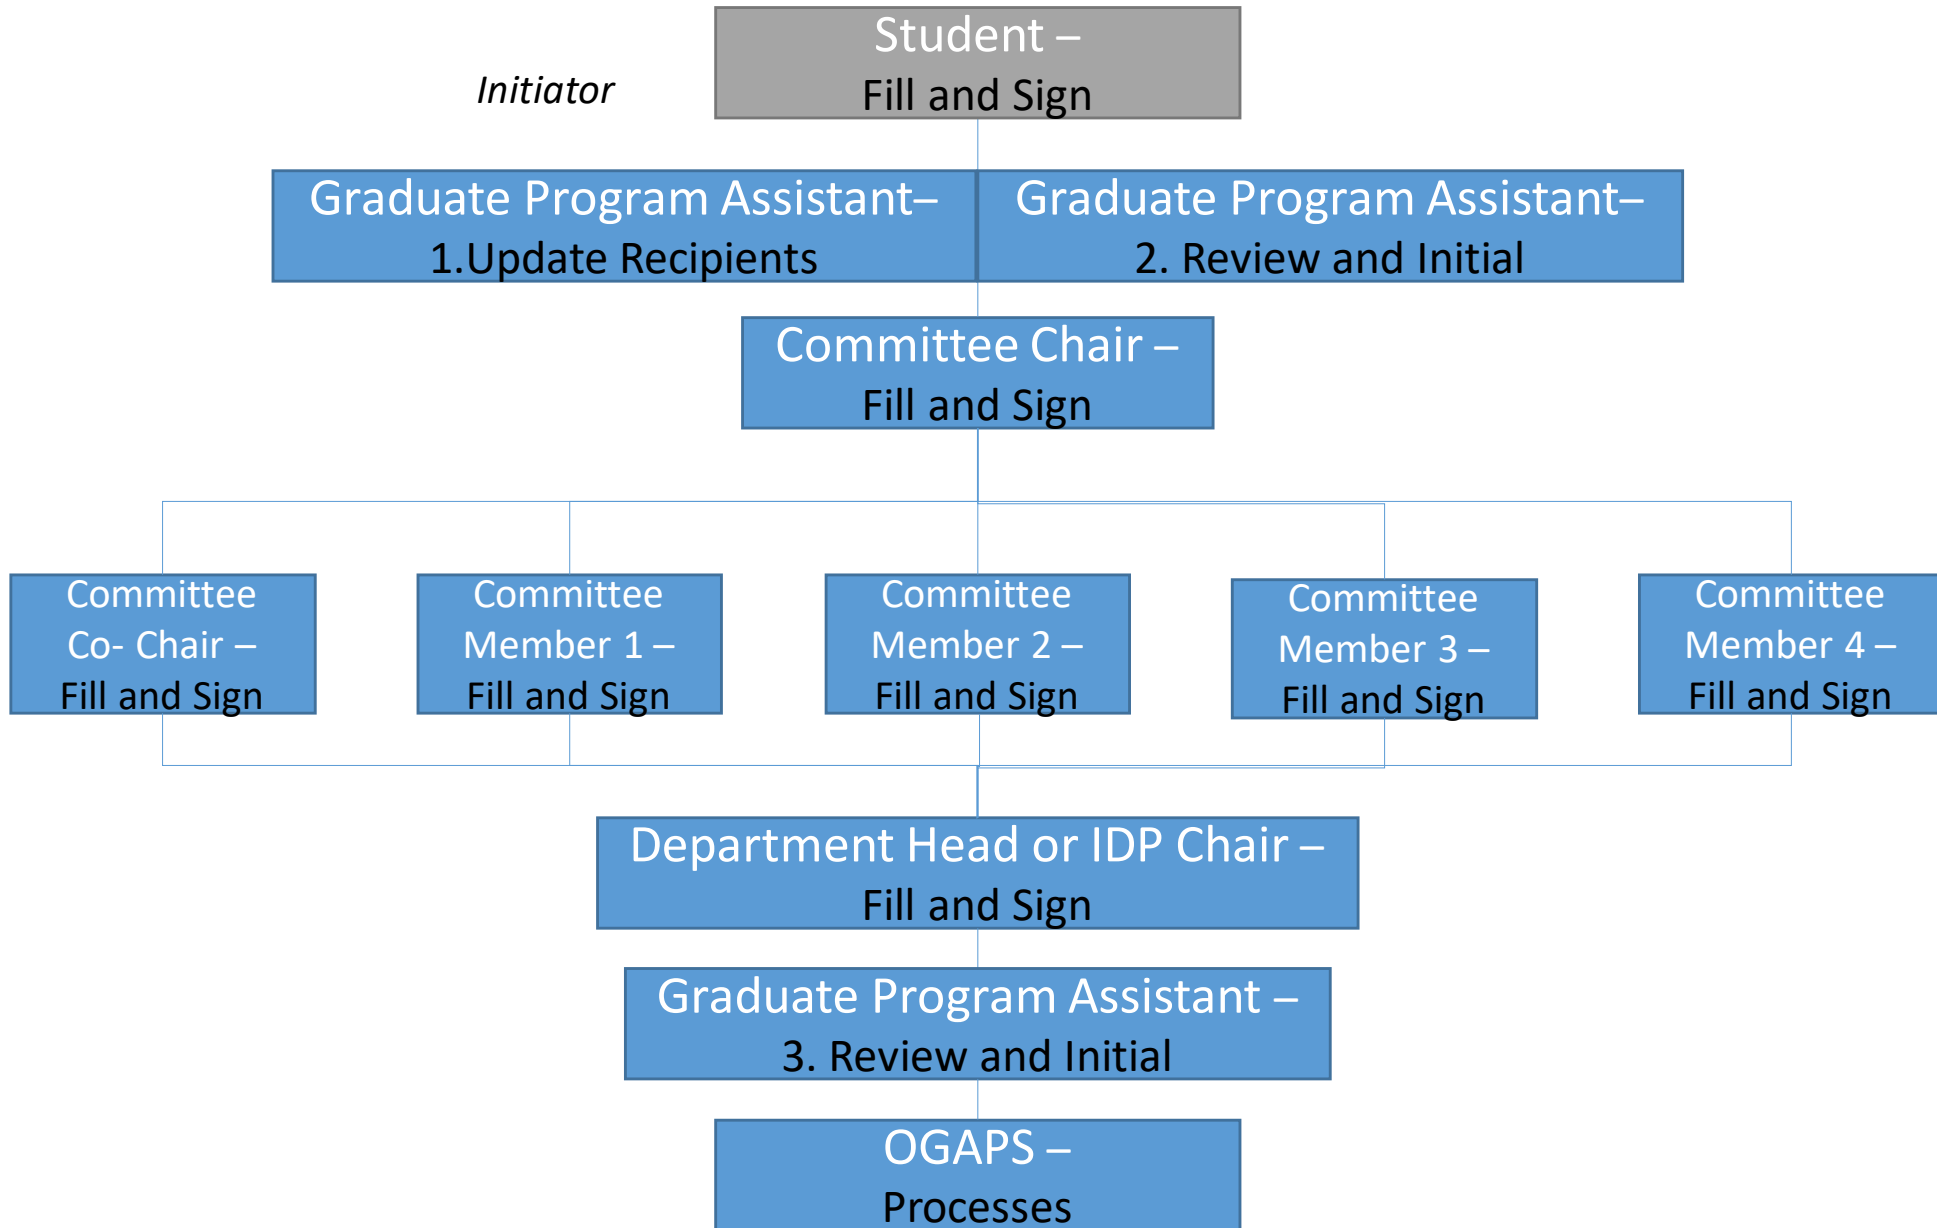 Student –
Fill and Sign
Initiator
Graduate Program Assistant–
1.Update Recipients
Graduate Program Assistant–
2. Review and Initial
Committee Chair –
Fill and Sign
Committee
Co- Chair –
Fill and Sign
Committee
Member 1 –
Fill and Sign
Committee
Member 2 –
Fill and Sign
Committee
Member 3 –
Fill and Sign
Committee
Member 4 –
Fill and Sign
Department Head or IDP Chair –
Fill and Sign
Graduate Program Assistant –
3. Review and Initial
OGAPS –
Processes